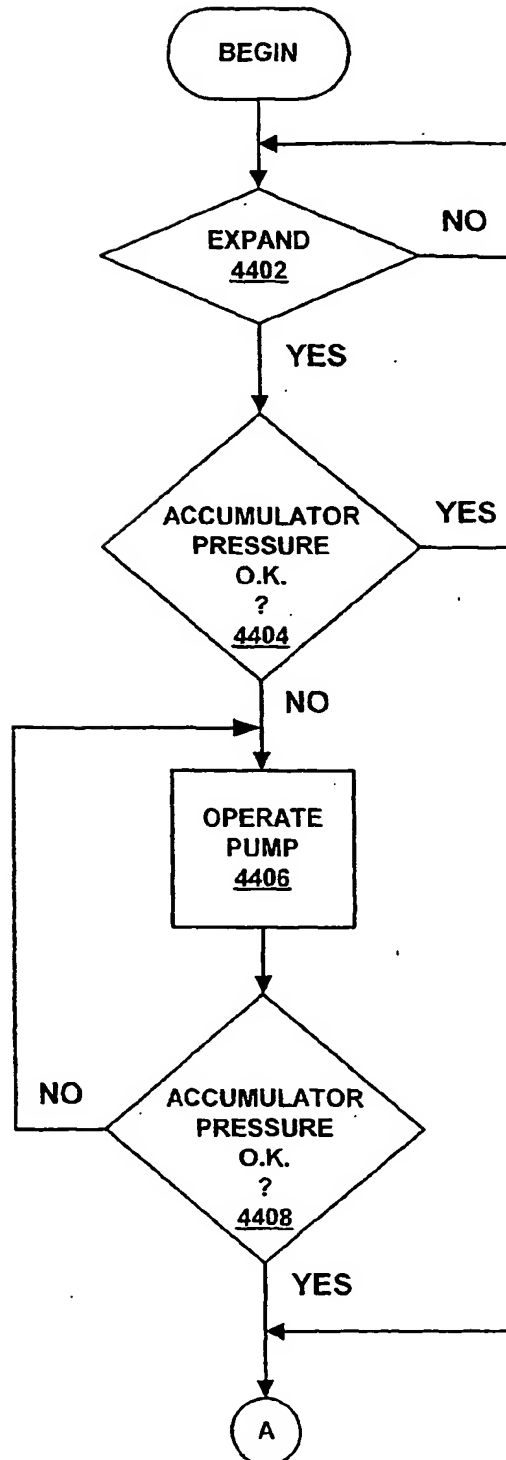 BEGIN
EXPAND
4402
NO
YES
ACCUMULATOR
PRESSURE
O.K.
?
4404
YES
NO
OPERATE
PUMP
4406
NO
ACCUMULATOR
PRESSURE
O.K.
?
4408
YES
A